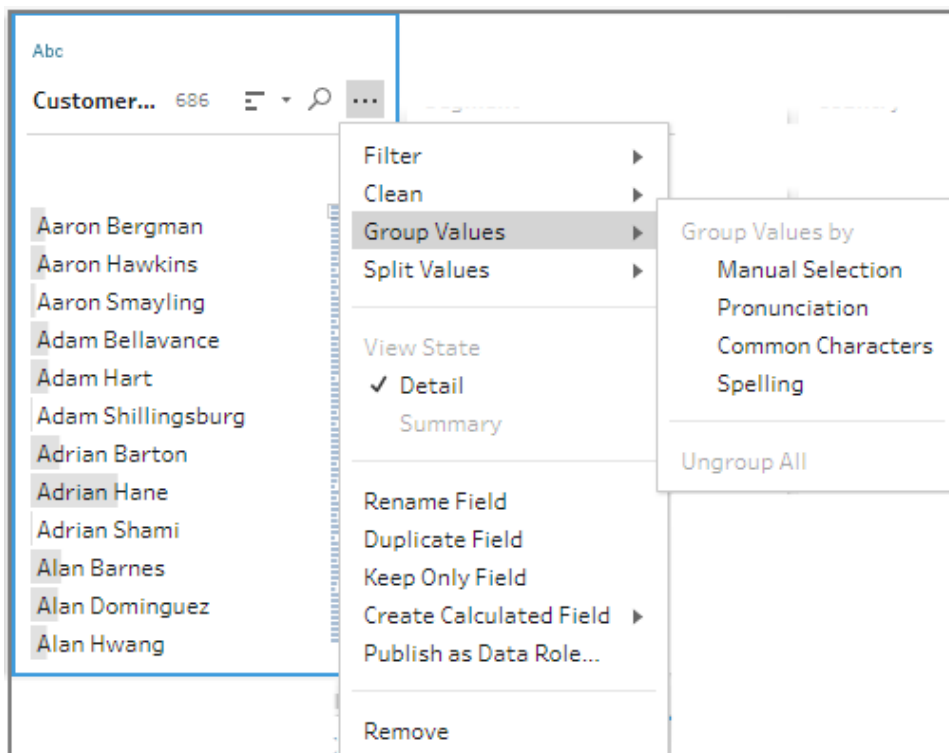 Abc
Customer... 686
Aaron Bergman
Aaron Hawkins
Aaron Smayling
Adam Bellavance
Adam Hart
Adam Shillingsburg
Adrian Barton
Adrian Hane
Adrian Shami
Alan Barnes
Alan Dominguez
Alan Hwang
Filter
Clean
Group Values
Split Values
View State
Detail
Summary
Rename Field
Duplicate Field
Keep Only Field
Create Calculated Field
Publish as Data Role...
Remove
Group Values by
Manual Selection
Pronunciation
Common Characters
Spelling
Ungroup All